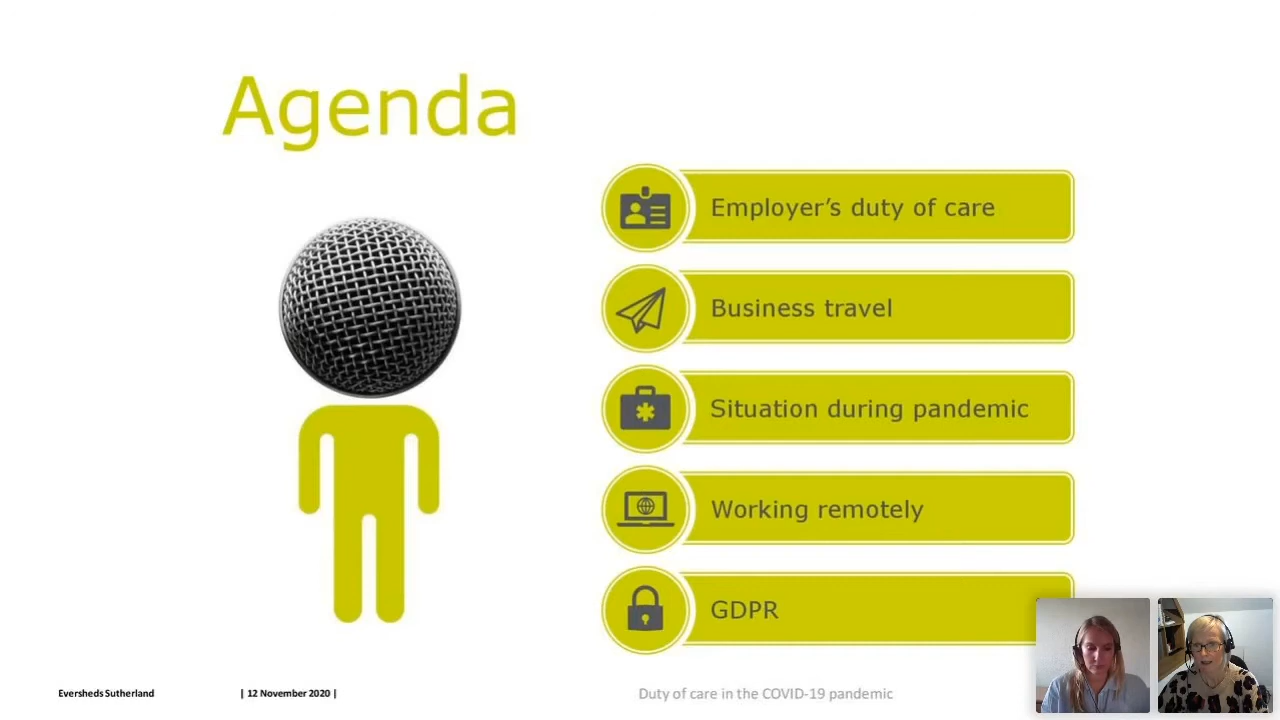 Agenda
Employer’s duty of care
Business travel
Situation during pandemic
Working remotely
GDPR
Eversheds Sutherland
| 12 November 2020 |
Duty of care in the COVID-19 pandemic